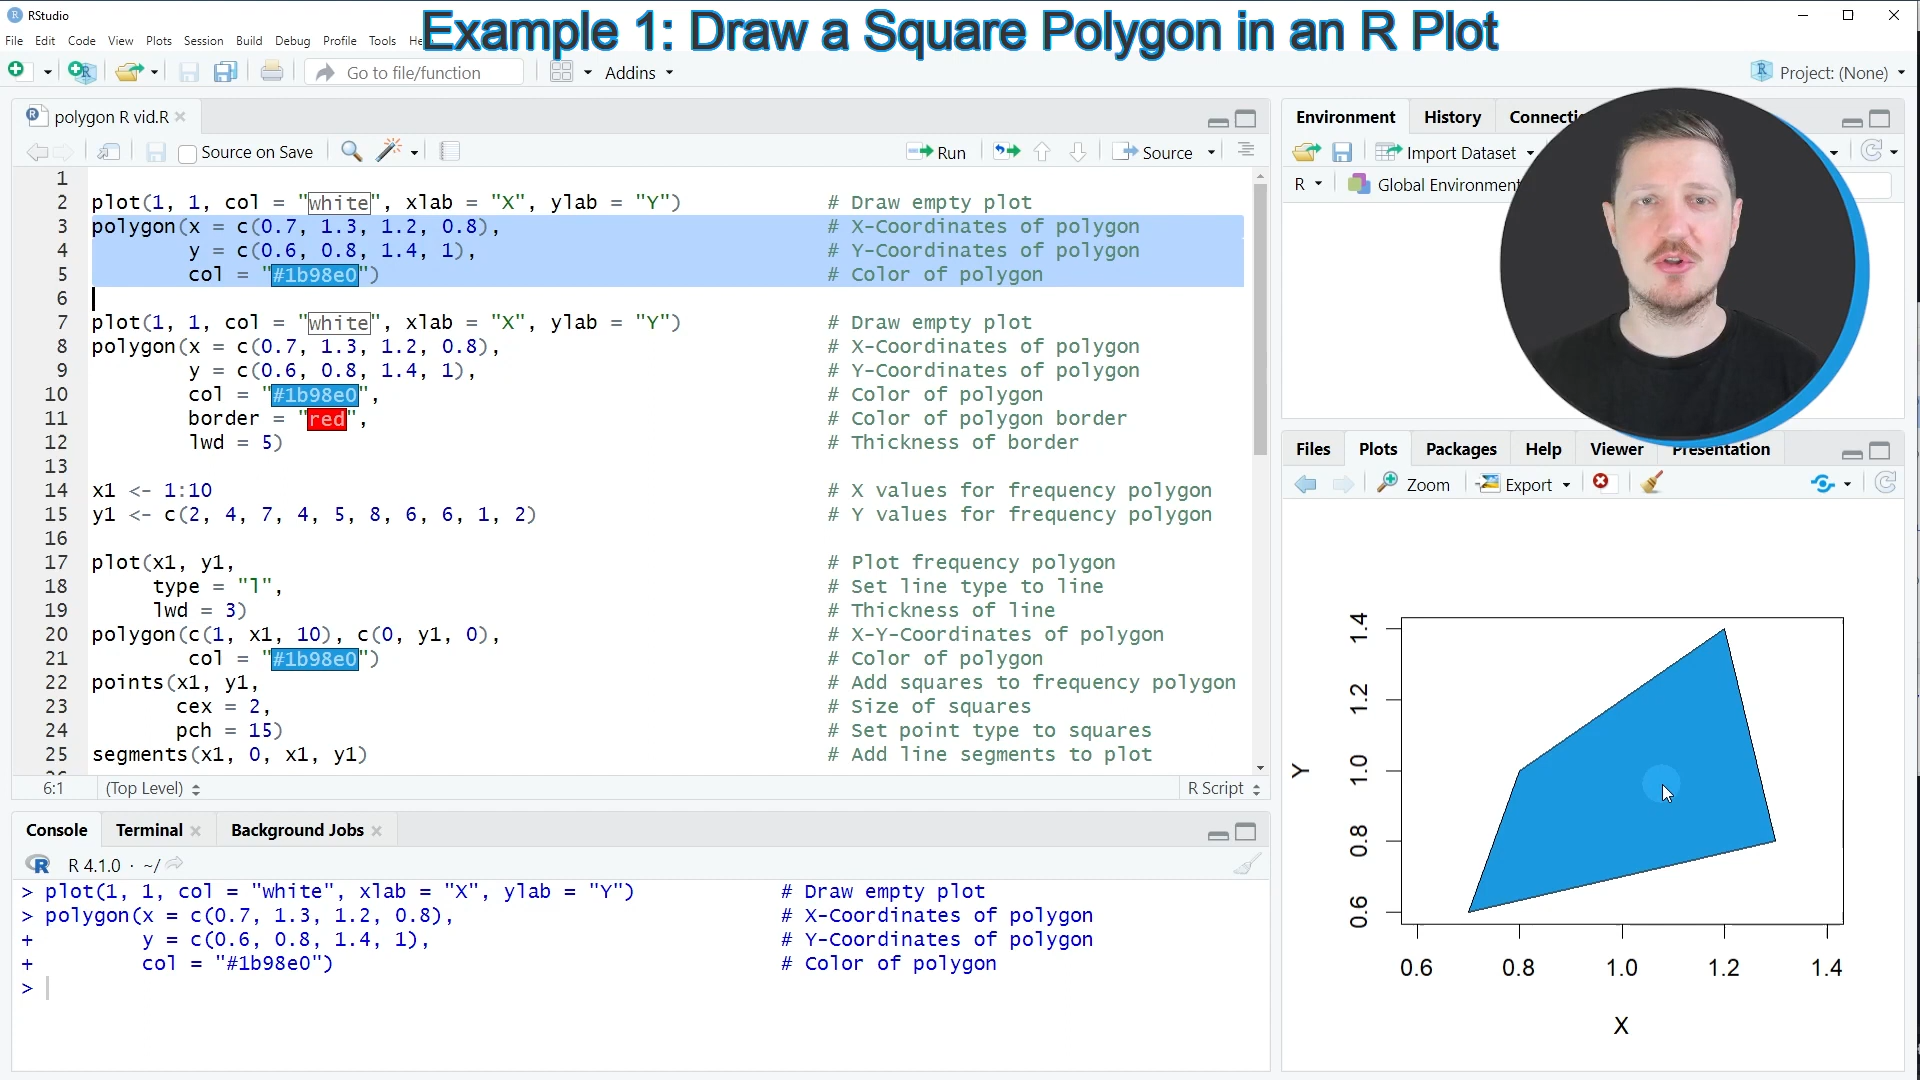 RStudio
Example 1: Draw a Square Polygon in an R Plot
File Edit Code View Plots Session Build Debug Profile Tools He
Go to file/function Addins Project: (None)
polygon R vid.R
Source on Save Run Source
1
2 plot(1, 1, col = "white", xlab = "X", ylab = "Y") # Draw empty plot
3 polygon(x = c(0.7, 1.3, 1.2, 0.8), # X-Coordinates of polygon
4 y = c(0.6, 0.8, 1.4, 1), # Y-Coordinates of polygon
5 col = "#1b98e0") # Color of polygon
6
7 plot(1, 1, col = "white", xlab = "X", ylab = "Y") # Draw empty plot
8 polygon(x = c(0.7, 1.3, 1.2, 0.8), # X-Coordinates of polygon
9 y = c(0.6, 0.8, 1.4, 1), # Y-Coordinates of polygon
10 col = "#1b98e0", # Color of polygon
11 border = "red", # Color of polygon border
12 lwd = 5) # Thickness of border
13
14 x1 <- 1:10 # X values for frequency polygon
15 y1 <- c(2, 4, 7, 4, 5, 8, 6, 6, 1, 2) # Y values for frequency polygon
16
17 plot(x1, y1, # Plot frequency polygon
18 type = "l", # Set line type to line
19 lwd = 3) # Thickness of line
20 polygon(c(1, x1, 10), c(0, y1, 0), # X-Y-Coordinates of polygon
21 col = "#1b98e0") # Color of polygon
22 points(x1, y1, # Add squares to frequency polygon
23 cex = 2, # Size of squares
24 pch = 15) # Set point type to squares
25 segments(x1, 0, x1, y1) # Add line segments to plot
6:1 (Top Level) R Script
Console Terminal Background Jobs
R 4.1.0 · ~/
> plot(1, 1, col = "white", xlab = "X", ylab = "Y") # Draw empty plot
> polygon(x = c(0.7, 1.3, 1.2, 0.8), # X-Coordinates of polygon
+ y = c(0.6, 0.8, 1.4, 1), # Y-Coordinates of polygon
+ col = "#1b98e0") # Color of polygon
>
Environment History Connecti
Import Dataset
R Global Environment
Files Plots Packages Help Viewer Presentation
Zoom Export
1.4
1.2
1.0
0.8
0.6
Y
0.6 0.8 1.0 1.2 1.4
X